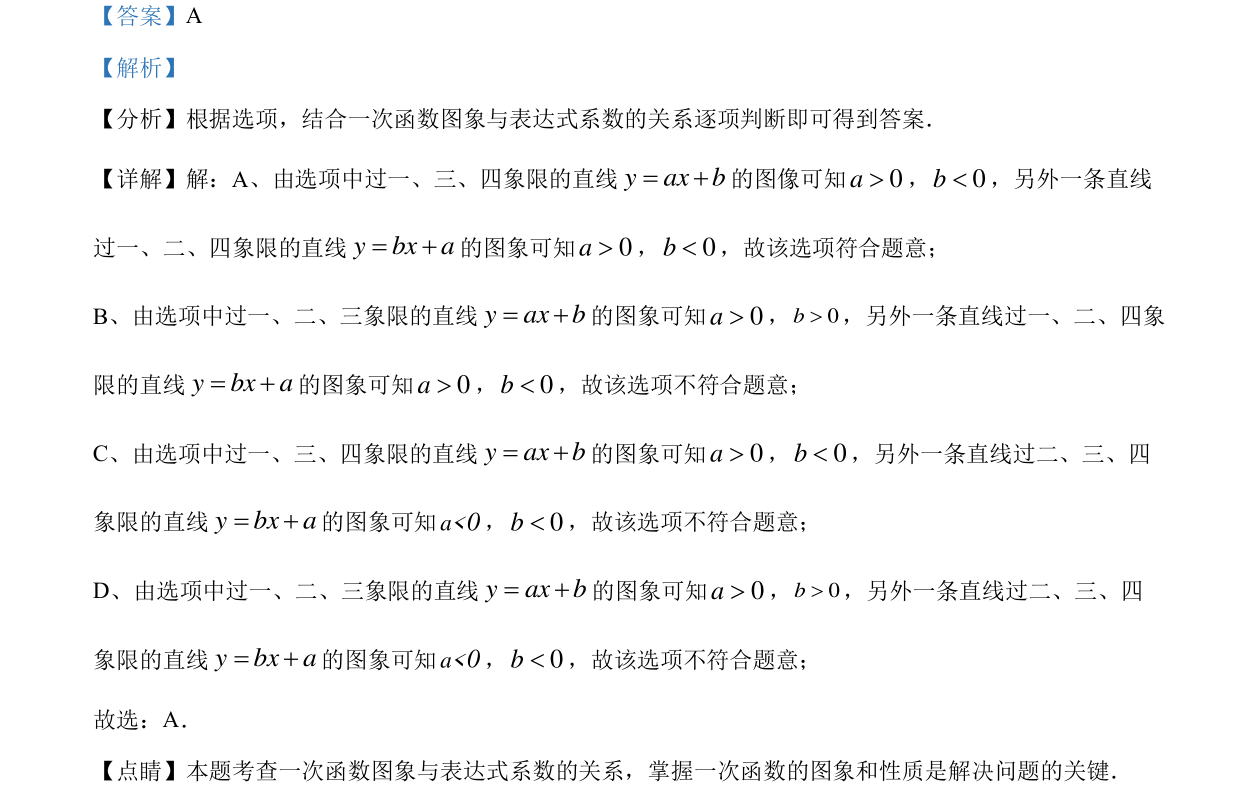 【答案】A
【解析】
【分析】根据选项，结合一次函数图象与表达式系数的关系逐项判断即可得到答案．
【详解】解：A、由选项中过一、三、四象限的直线 y = ax + b 的图像可知 a > 0，b < 0，另外一条直线
过一、二、四象限的直线 y = bx + a 的图象可知 a > 0，b < 0，故该选项符合题意；
B、由选项中过一、二、三象限的直线 y = ax + b 的图象可知 a > 0，b > 0，另外一条直线过一、二、四象
限的直线 y = bx + a 的图象可知 a > 0，b < 0，故该选项不符合题意；
C、由选项中过一、三、四象限的直线 y = ax + b 的图象可知 a > 0，b < 0，另外一条直线过二、三、四
象限的直线 y = bx + a 的图象可知 a<0，b < 0，故该选项不符合题意；
D、由选项中过一、二、三象限的直线 y = ax + b 的图象可知 a > 0，b > 0，另外一条直线过二、三、四
象限的直线 y = bx + a 的图象可知 a<0，b < 0，故该选项不符合题意；
故选：A．
【点睛】本题考查一次函数图象与表达式系数的关系，掌握一次函数的图象和性质是解决问题的关键．